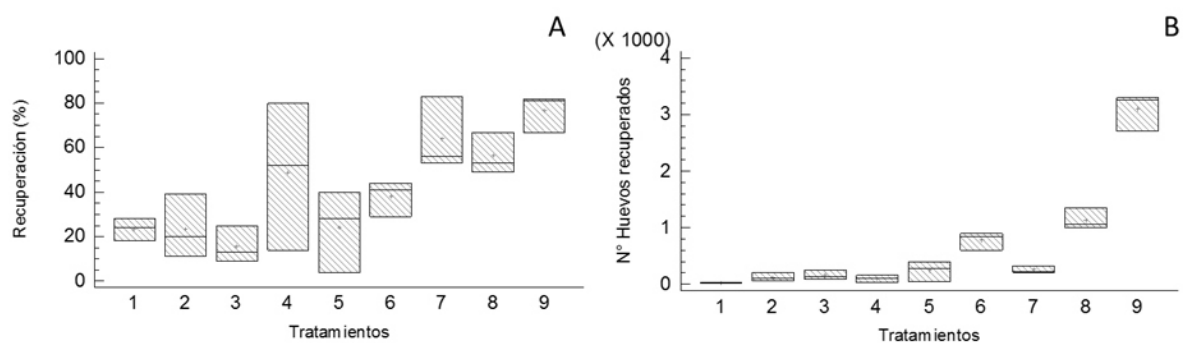 A
Recuperación (%)
100
80
60
40
20
0
1 2 3 4 5 6 7 8 9
Tratamientos
B
(X 1000)
N° Huevos recuperados
4
3
2
1
0
1 2 3 4 5 6 7 8 9
Tratamientos